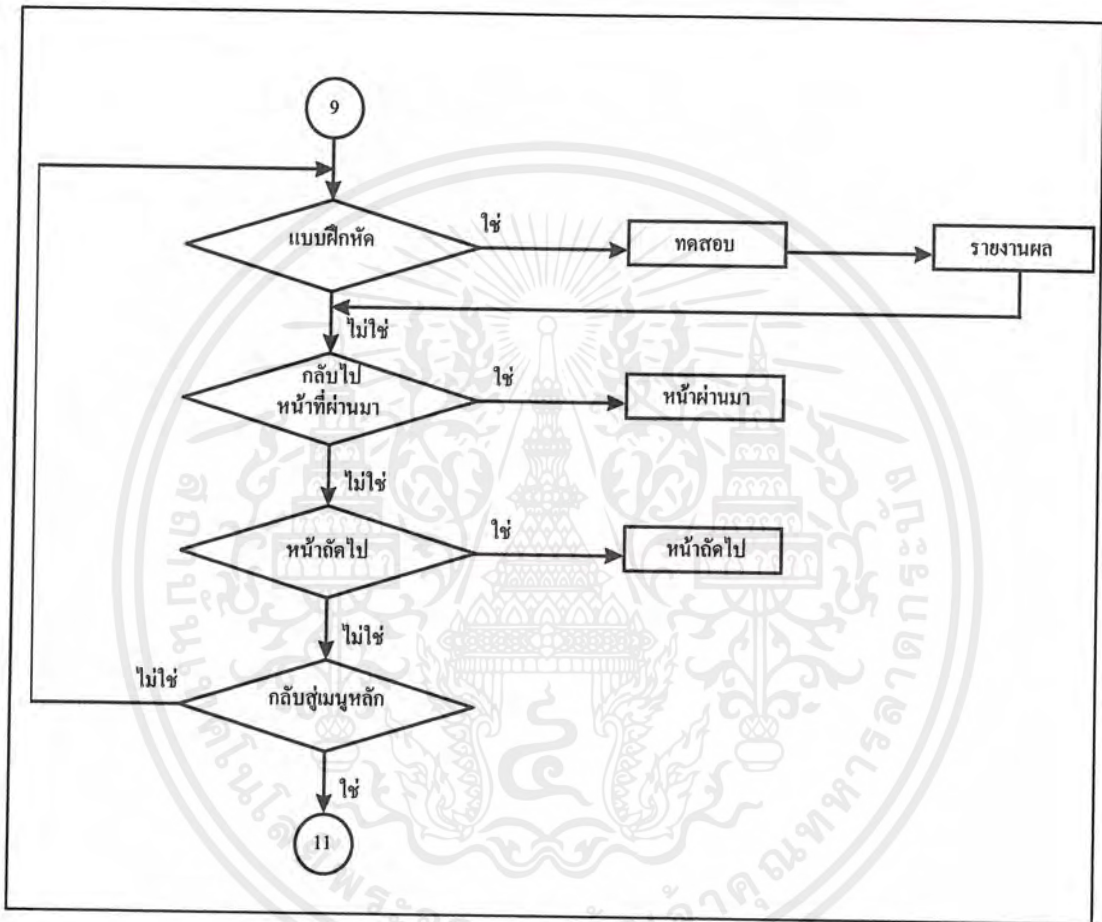 9
แบบฝึกหัด
ใช่
ทดสอบ
รายงานผล
ไม่ใช่
กลับไป
หน้าที่ผ่านมา
ใช่
หน้าผ่านมา
ไม่ใช่
หน้าถัดไป
ใช่
หน้าถัดไป
ไม่ใช่
กลับสู่เมนูหลัก
ไม่ใช่
ใช่
11